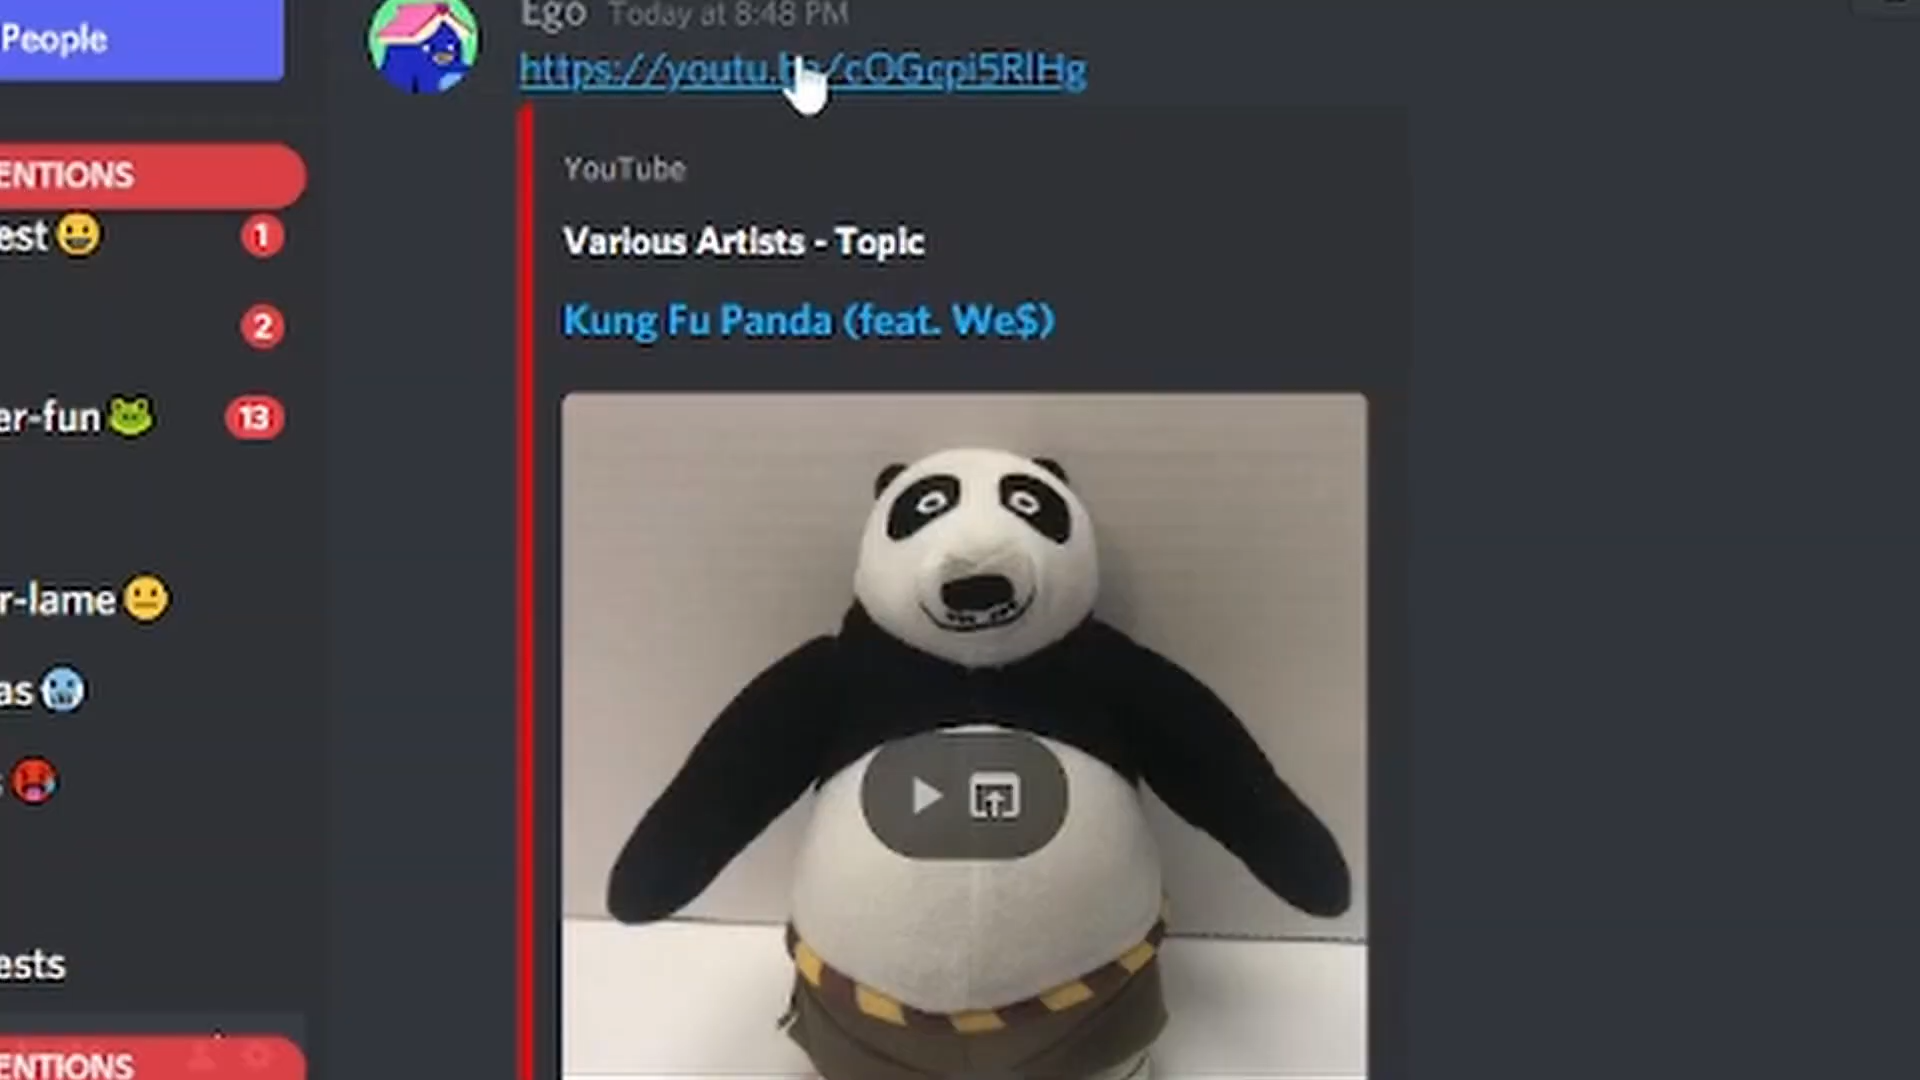 People
Ego Today at 8:48 PM
https://youtu.be/cOGcpi5RlHg
ENTIONS
YouTube
est 1
Various Artists - Topic
2
Kung Fu Panda (feat. We$)
er-fun 13
r-lame
as
ests
ENTIONS